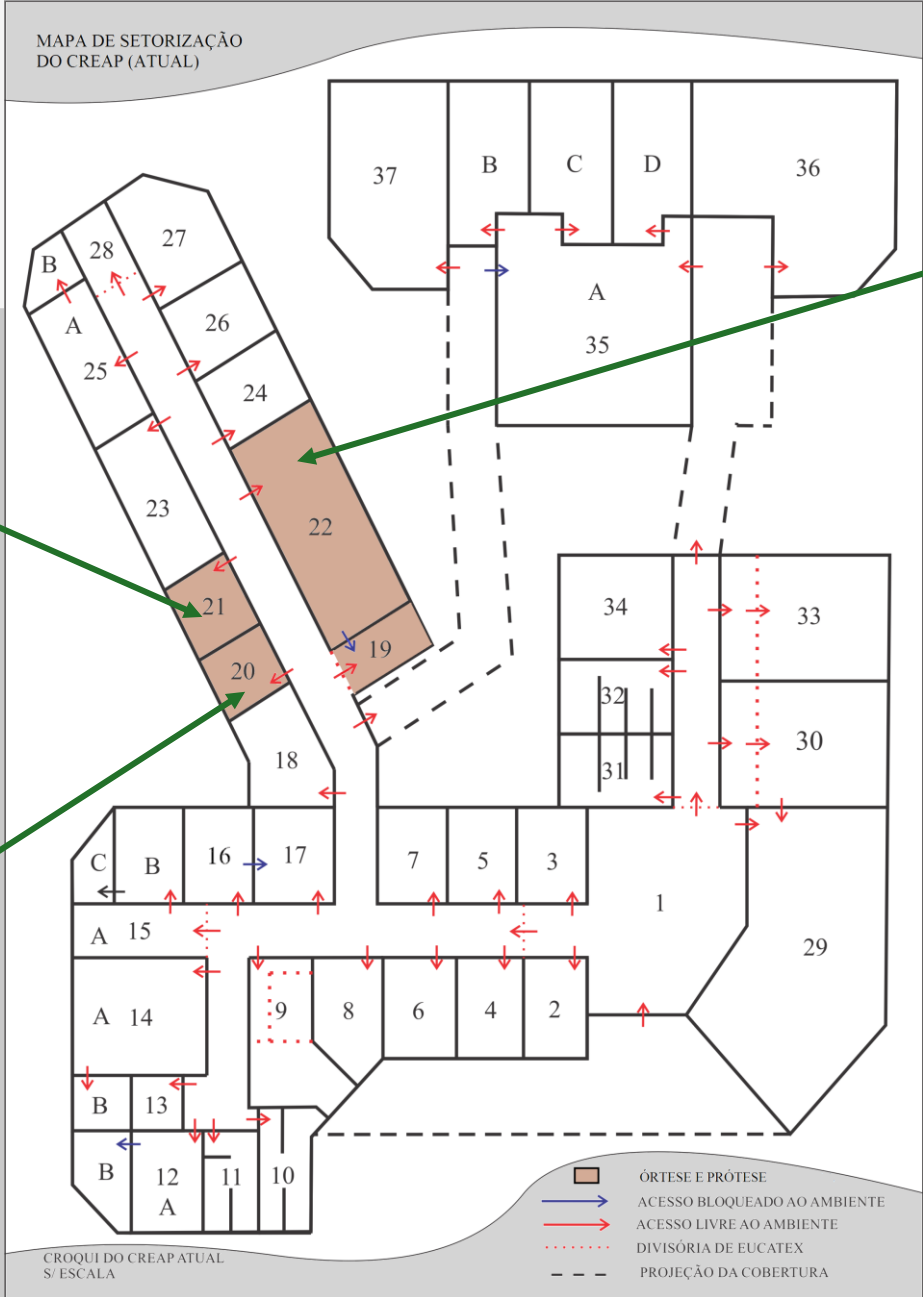 MAPA DE SETORIZAÇÃO
DO CREAP (ATUAL)
37
B
C
D
36
A
35
B
28
27
A
25
26
24
23
22
21
20
19
18
34
33
32
31
30
C
B
16
17
7
5
3
1
A 15
29
A 14
9
8
6
4
2
B
13
B
12
A
11
10
ÓRTESE E PRÓTESE
ACESSO BLOQUEADO AO AMBIENTE
ACESSO LIVRE AO AMBIENTE
DIVISÓRIA DE EUCATEX
PROJEÇÃO DA COBERTURA
CROQUI DO CREAP ATUAL
S/ ESCALA